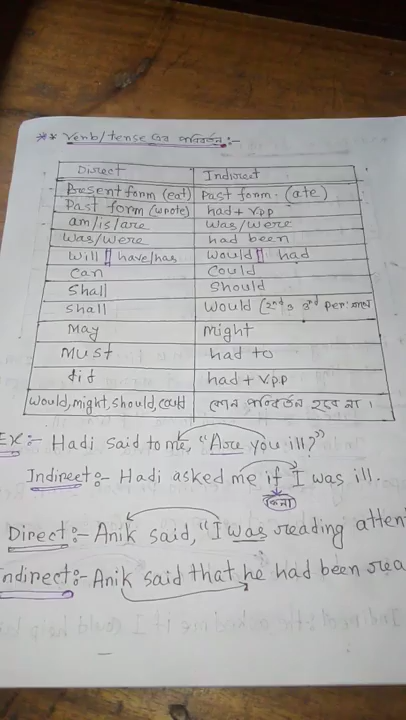 ** Verb/tense এর পরিবর্তন:-
Direct Indirect
Present form (eat) Past form. (ate)
Past form (wrote) had + Vpp
am/is/are was/were
was/were had been
will || have/has would || had
can could
Shall Should
Shall Would (2nd ও 3rd per:
May might
Must had to
did had + Vpp
would, might, should, could কোন পরিবর্তন হবে না।
Ex:- Hadi said to me, "Are you ill?"
Indirect:- Hadi asked me if I was ill.
কিনা
Direct:- Anik said, "I was reading atten
Indirect:- Anik said that he had been rea